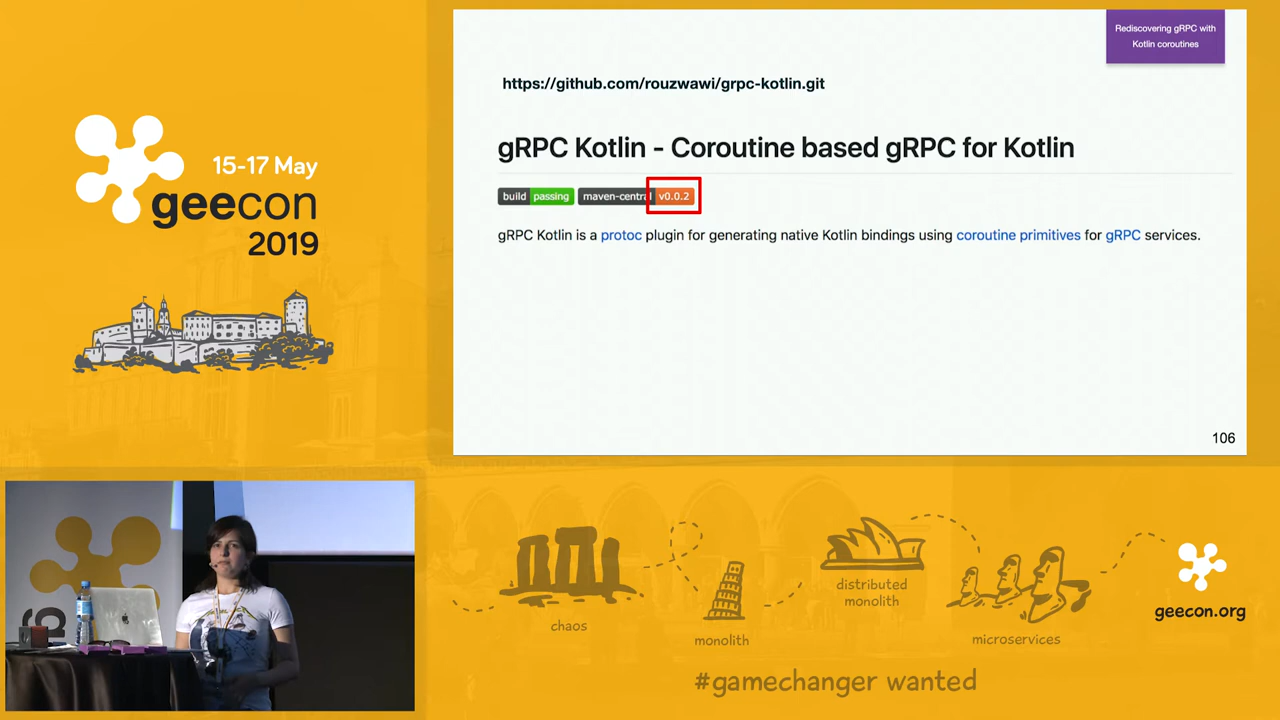 15-17 May
geecon
2019
Rediscovering gRPC with
Kotlin coroutines
https://github.com/rouzwawi/grpc-kotlin.git
gRPC Kotlin - Coroutine based gRPC for Kotlin
build passing maven-central v0.0.2
gRPC Kotlin is a protoc plugin for generating native Kotlin bindings using coroutine primitives for gRPC services.
106
chaos
monolith
distributed
monolith
microservices
geecon.org
#gamechanger wanted